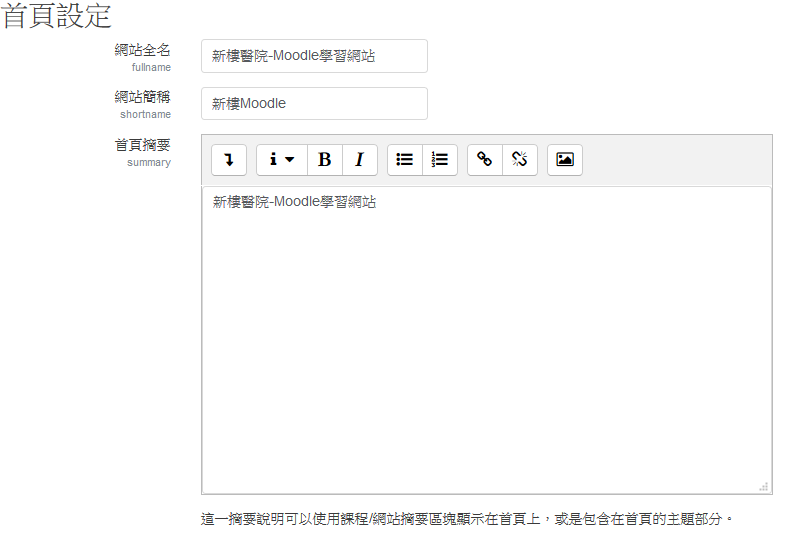 首頁設定
網站全名
fullname
新樓醫院-Moodle學習網站
網站簡稱
shortname
新樓Moodle
首頁摘要
summary
新樓醫院-Moodle學習網站
這一摘要說明可以使用課程/網站摘要區塊顯示在首頁上，或是包含在首頁的主題部分。